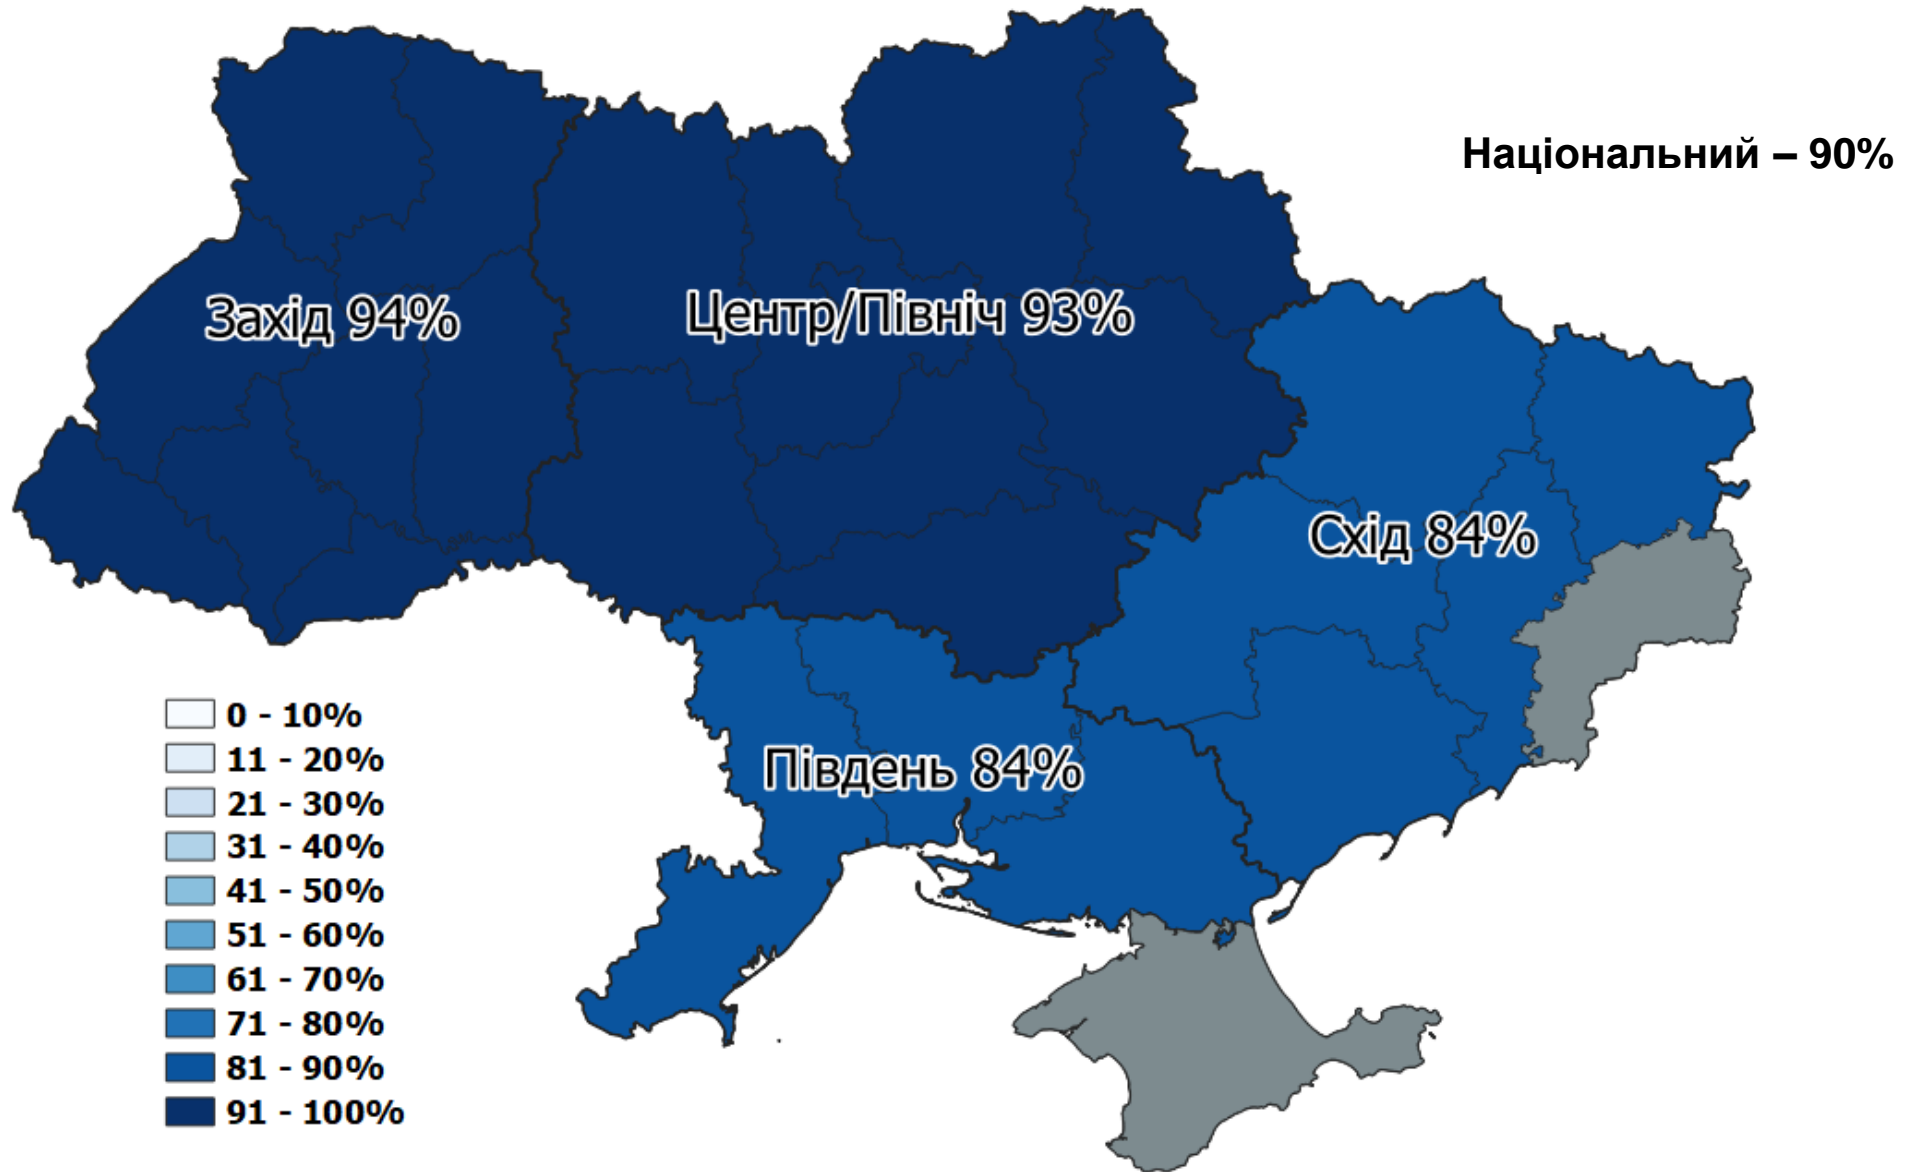 Національний – 90%
Захід 94%
Центр/Північ 93%
Схід 84%
Південь 84%
0 - 10%
11 - 20%
21 - 30%
31 - 40%
41 - 50%
51 - 60%
61 - 70%
71 - 80%
81 - 90%
91 - 100%